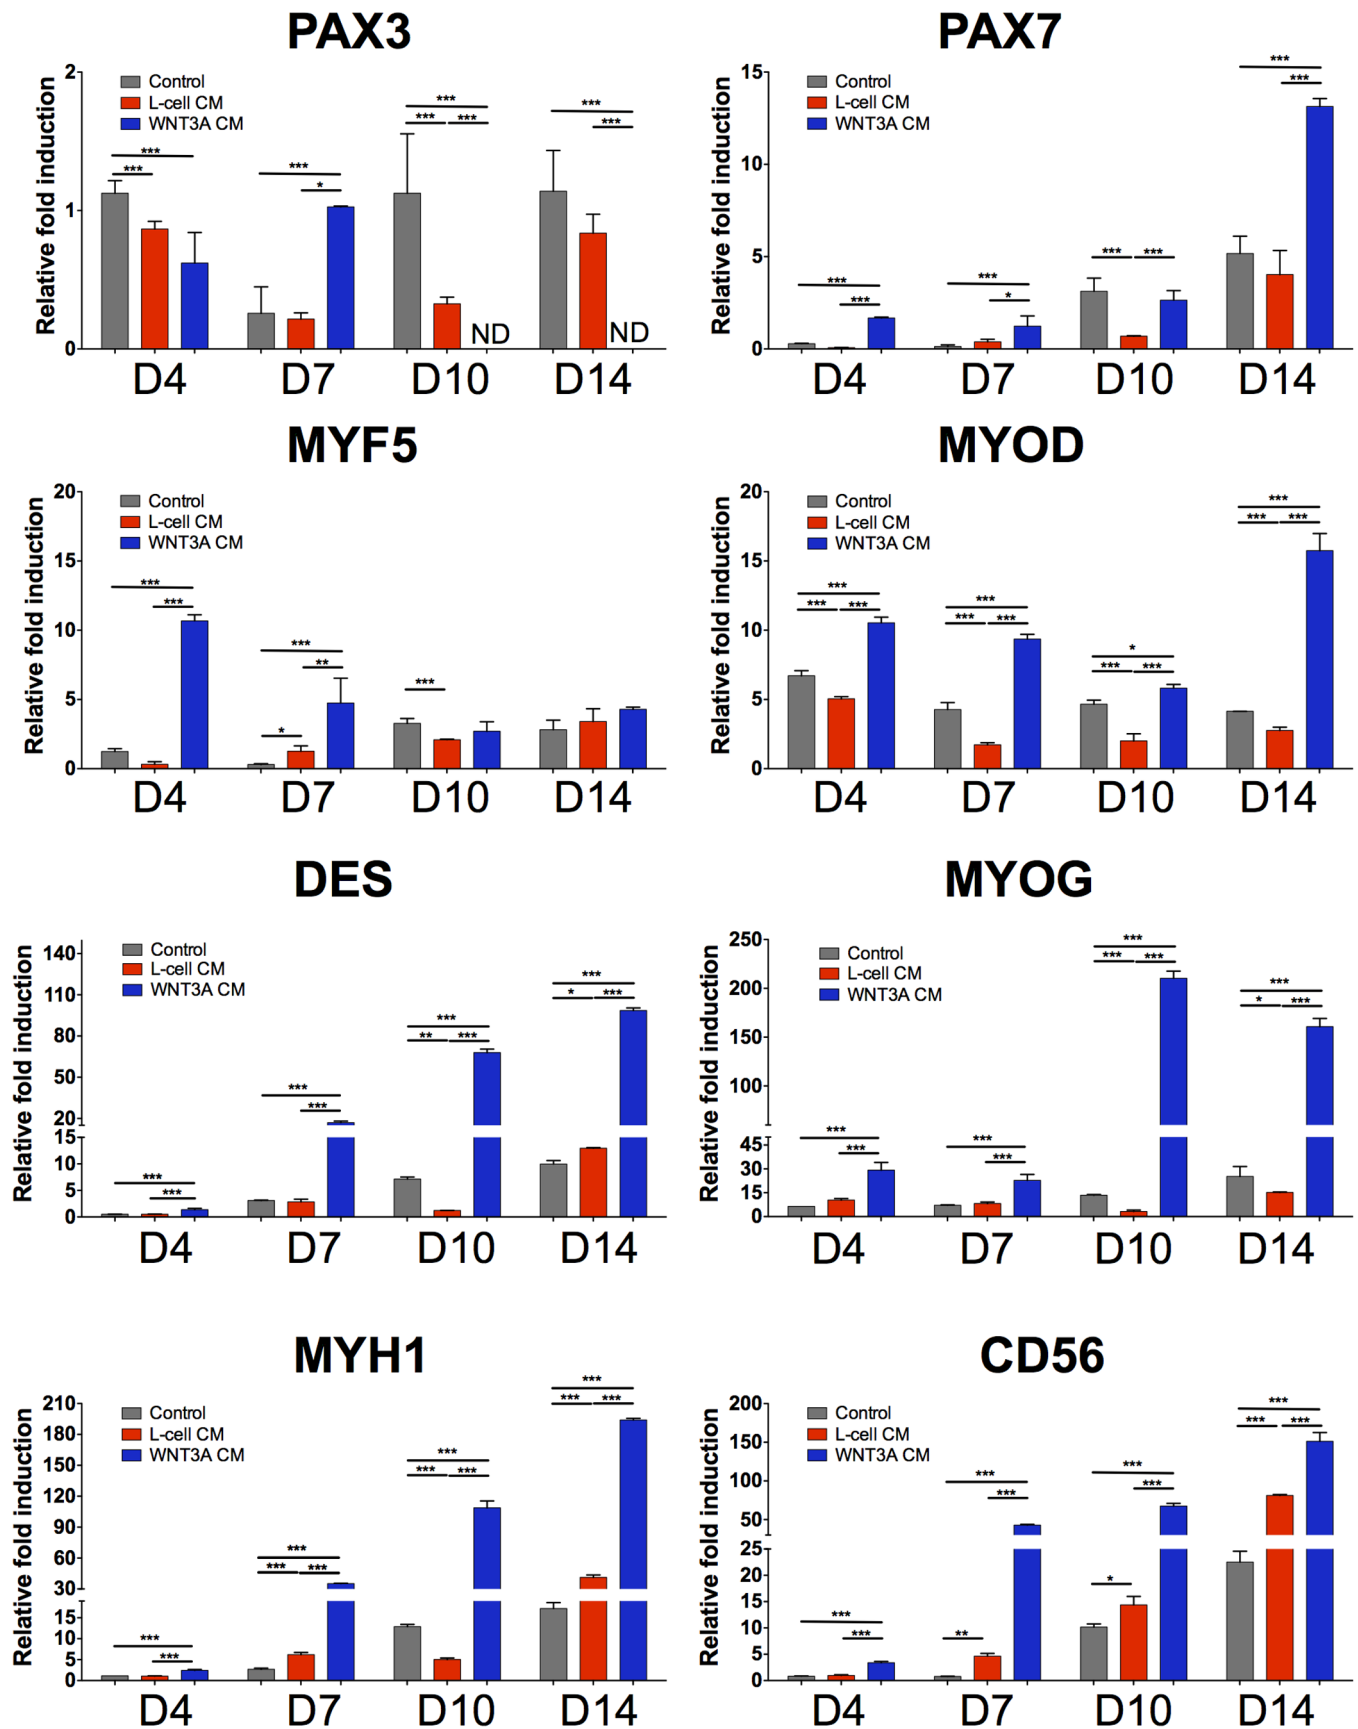 PAX3
Relative fold induction
2
1
0
Control
L-cell CM
WNT3A CM
*** *** *** * *** *** *** *** ***
ND ND
D4 D7 D10 D14
PAX7
Relative fold induction
15
10
5
0
Control
L-cell CM
WNT3A CM
*** *** *** * *** *** *** ***
D4 D7 D10 D14
MYF5
Relative fold induction
20
15
10
5
0
Control
L-cell CM
WNT3A CM
*** *** *** ** * ***
D4 D7 D10 D14
MYOD
Relative fold induction
20
15
10
5
0
Control
L-cell CM
WNT3A CM
*** *** *** *** *** *** * *** *** *** *** ***
D4 D7 D10 D14
DES
Relative fold induction
140
110
80
50
20
15
10
5
0
Control
L-cell CM
WNT3A CM
*** *** *** *** *** ** *** *** * ***
D4 D7 D10 D14
MYOG
Relative fold induction
250
200
150
100
45
30
15
0
Control
L-cell CM
WNT3A CM
*** *** *** *** *** *** *** *** * ***
D4 D7 D10 D14
MYH1
Relative fold induction
210
180
150
120
90
60
30
15
10
5
0
Control
L-cell CM
WNT3A CM
*** *** *** *** *** *** *** *** *** *** ***
D4 D7 D10 D14
CD56
Relative fold induction
200
150
100
50
25
20
15
10
5
0
Control
L-cell CM
WNT3A CM
*** *** *** *** ** *** *** * *** *** ***
D4 D7 D10 D14